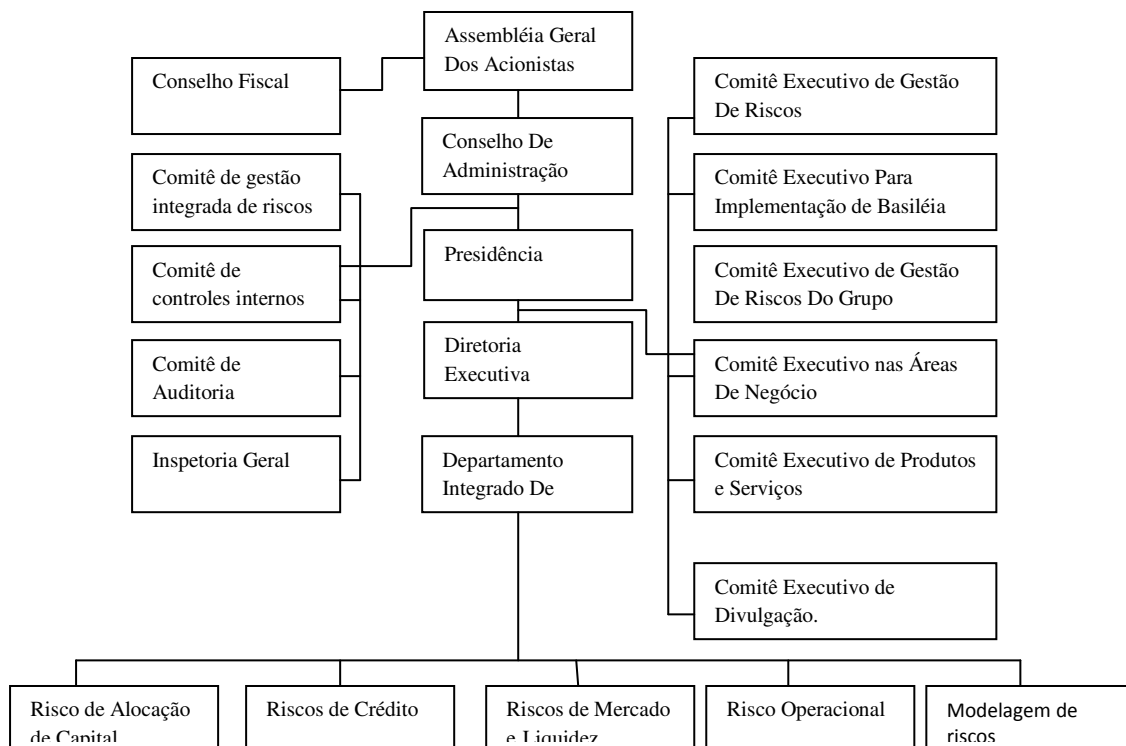 Assembléia Geral
Dos Acionistas
Conselho Fiscal
Comitê Executivo de Gestão
De Riscos
Conselho De
Administração
Comitê de gestão
integrada de riscos
Comitê Executivo Para
Implementação de Basiléia
Presidência
Comitê de
controles internos
Comitê Executivo de Gestão
De Riscos Do Grupo
Diretoria
Executiva
Comitê de
Auditoria
Comitê Executivo nas Áreas
De Negócio
Inspetoria Geral
Departamento
Integrado De
Comitê Executivo de Produtos
e Serviços
Comitê Executivo de
Divulgação.
Risco de Alocação
de Capital
Riscos de Crédito
Riscos de Mercado
e Liquidez
Risco Operacional
Modelagem de
riscos